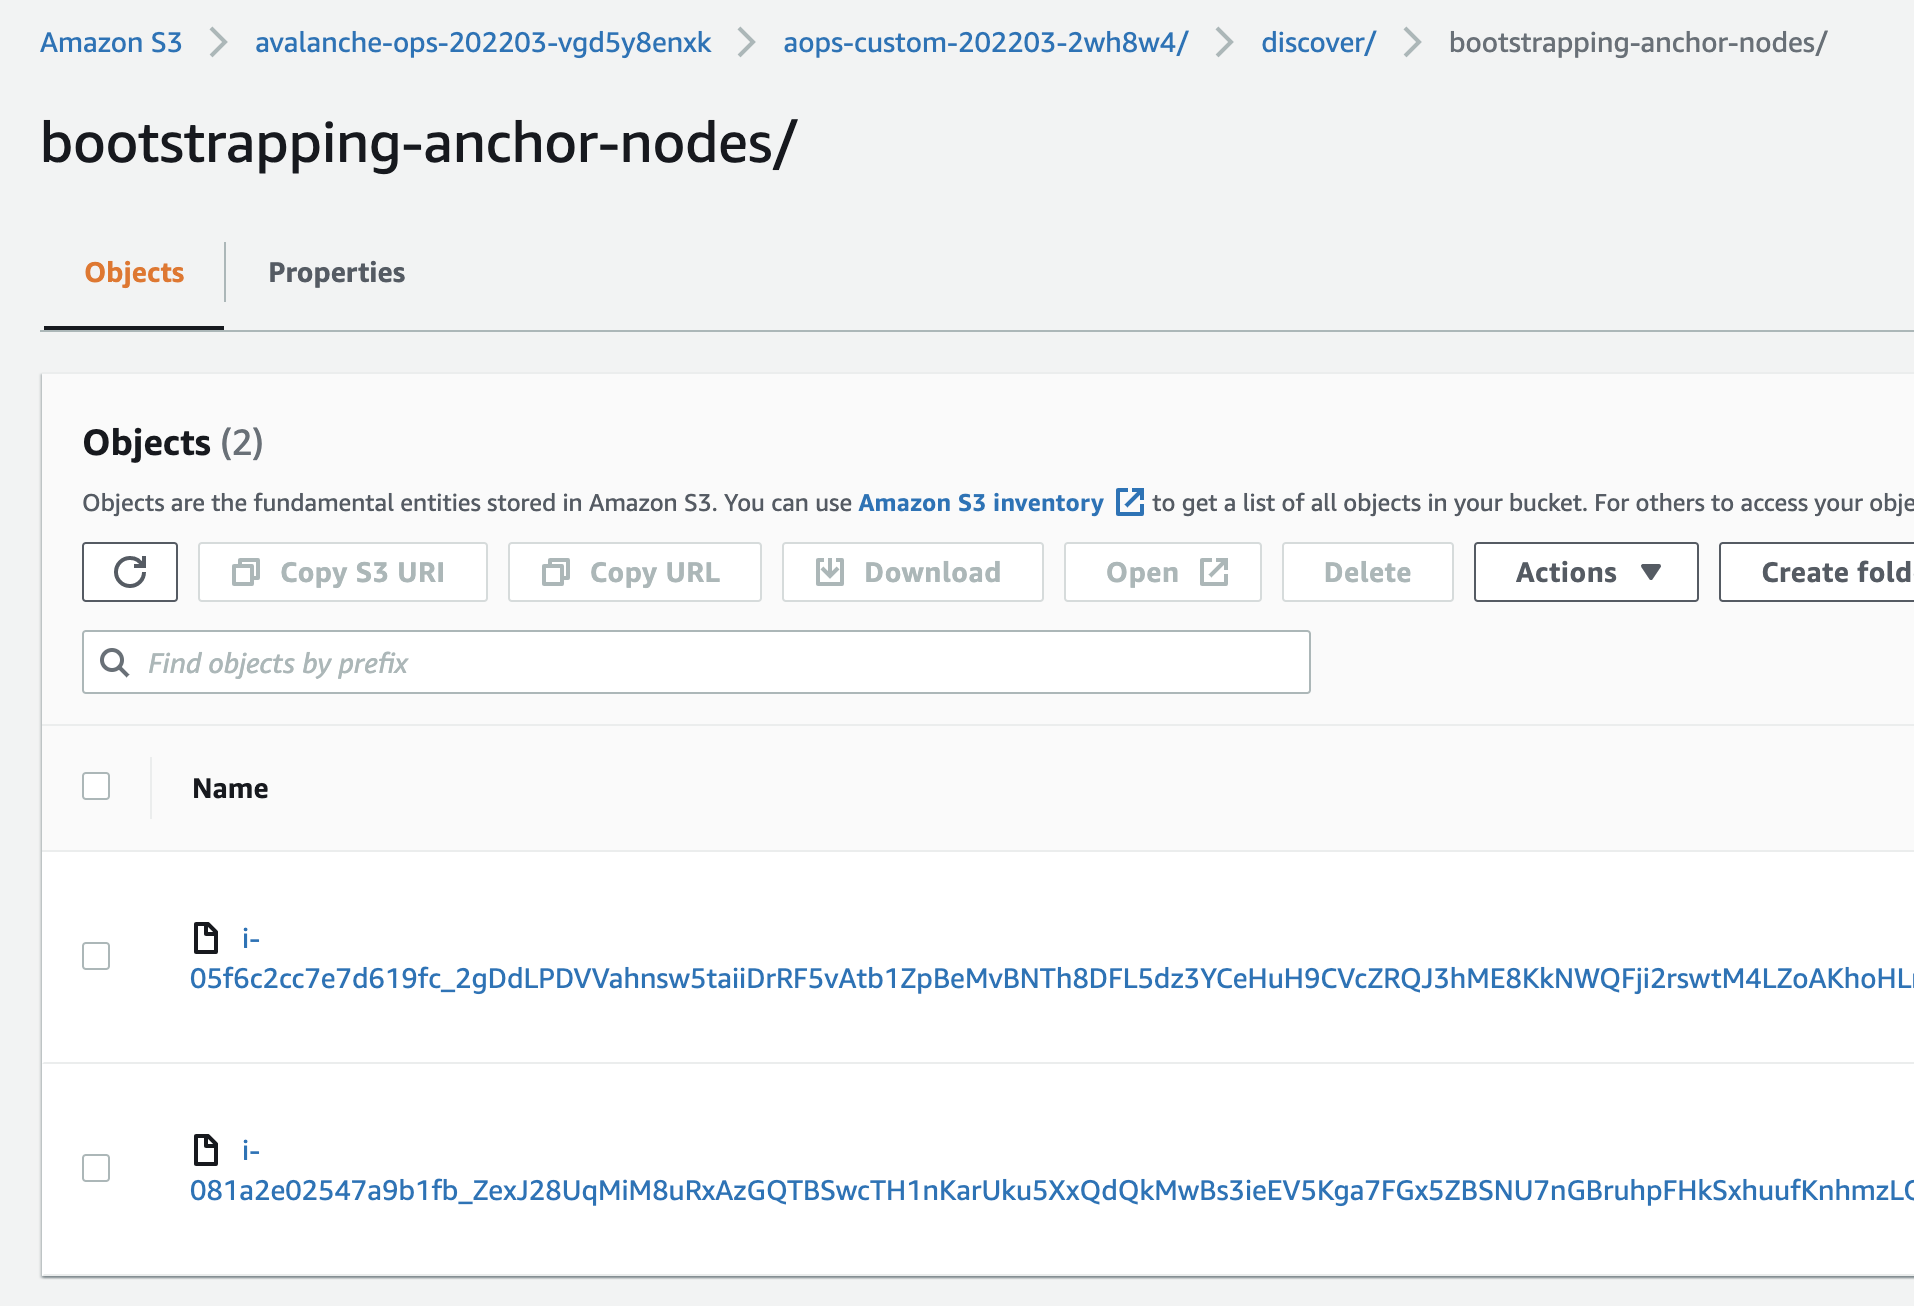 Amazon S3 > avalanche-ops-202203-vgd5y8enxk > aops-custom-202203-2wh8w4/ > discover/ > bootstrapping-anchor-nodes/
bootstrapping-anchor-nodes/
Objects Properties
Objects (2)
Objects are the fundamental entities stored in Amazon S3. You can use Amazon S3 inventory to get a list of all objects in your bucket. For others to access your obje
Copy S3 URI Copy URL Download Open Delete Actions Create fold
Find objects by prefix
Name
i-
05f6c2cc7e7d619fc_2gDdLPDVVahnsw5taiiDrRF5vAtb1ZpBeMvBNTh8DFL5dz3YCeHuH9CVcZRQJ3hME8KkNWQFji2rswtM4LZoAKhoHL
i-
081a2e02547a9b1fb_ZexJ28UqMiM8uRxAzGQTBSwcTH1nKarUku5XxQdQkMwBs3ieEV5Kga7FGx5ZBSNU7nGBruhpFHkSxhuufKnhmzL